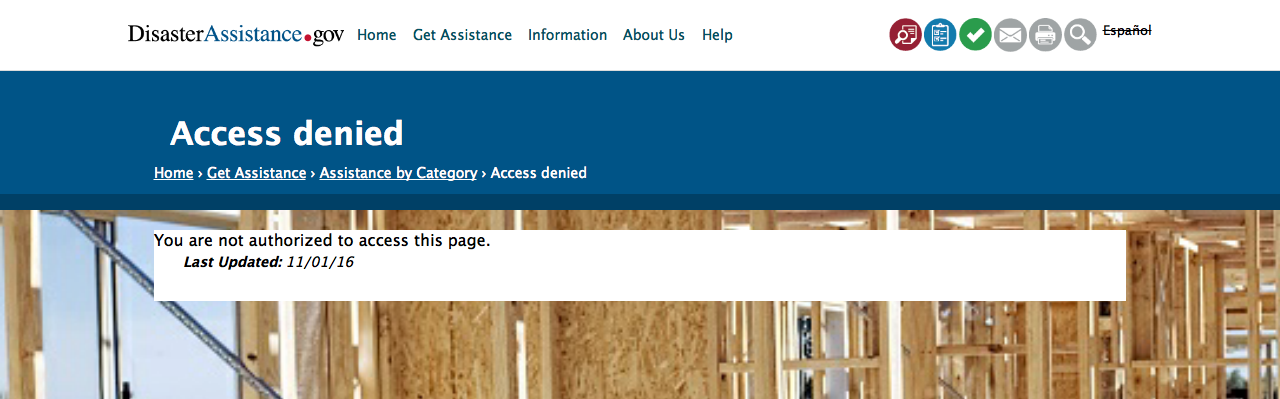 DisasterAssistance.gov Home Get Assistance Information About Us Help Español
Access denied
Home › Get Assistance › Assistance by Category › Access denied
You are not authorized to access this page.
Last Updated: 11/01/16